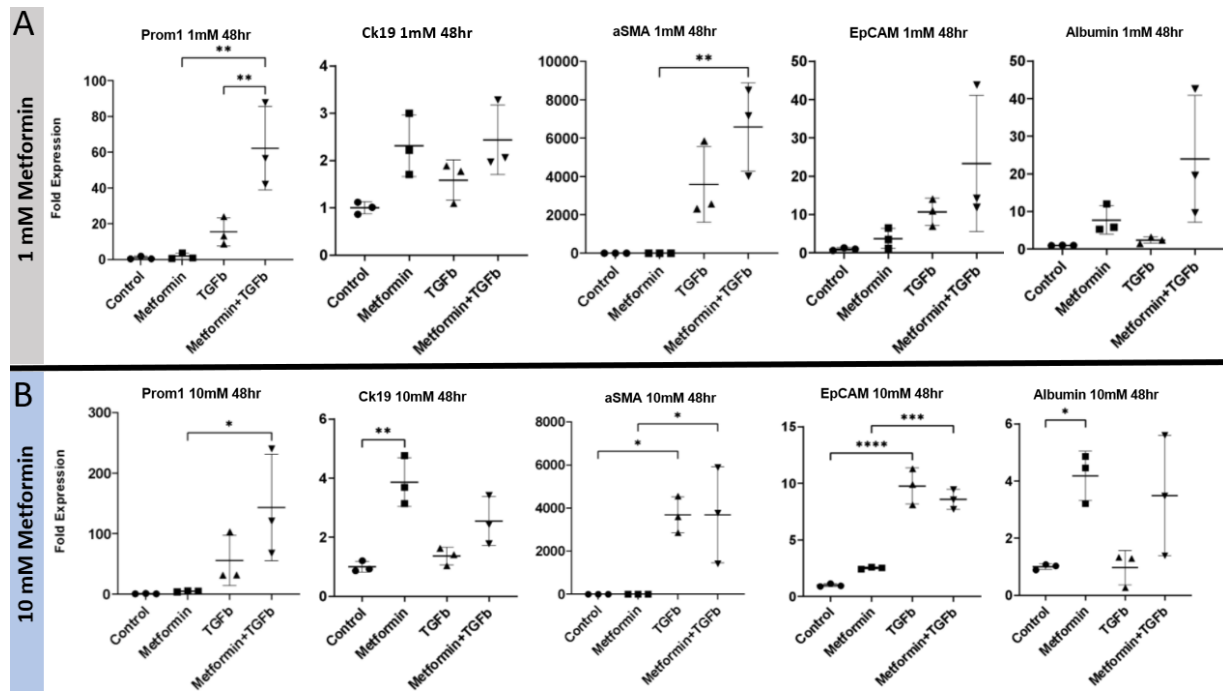 A
1 mM Metformin
Prom1 1mM 48hr
Fold Expression
100
80
60
40
20
0
**
**
Control
Metformin
TGFb
Metformin+TGFb
Ck19 1mM 48hr
4
3
2
1
0
Control
Metformin
TGFb
Metformin+TGFb
aSMA 1mM 48hr
10000
8000
6000
4000
2000
0
**
Control
Metformin
TGFb
Metformin+TGFb
EpCAM 1mM 48hr
50
40
30
20
10
0
Control
Metformin
TGFb
Metformin+TGFb
Albumin 1mM 48hr
50
40
30
20
10
0
Control
Metformin
TGFb
Metformin+TGFb
B
10 mM Metformin
Prom1 10mM 48hr
Fold Expression
300
200
100
0
*
Control
Metformin
TGFb
Metformin+TGFb
Ck19 10mM 48hr
6
4
2
0
**
Control
Metformin
TGFb
Metformin+TGFb
aSMA 10mM 48hr
8000
6000
4000
2000
0
*
*
Control
Metformin
TGFb
Metformin+TGFb
EpCAM 10mM 48hr
15
10
5
0
***
****
Control
Metformin
TGFb
Metformin+TGFb
Albumin 10mM 48hr
6
4
2
0
*
Control
Metformin
TGFb
Metformin+TGFb